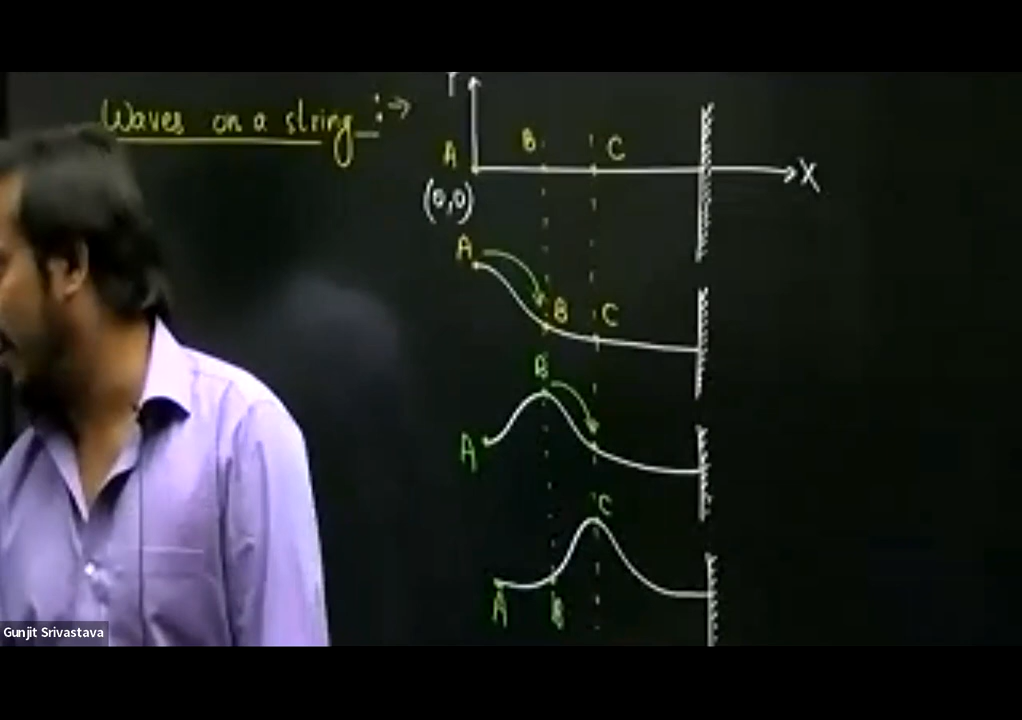 Waves on a string :→
Y
A B C
X
(0,0)
A
B C
B
A
C
A B
Gunjit Srivastava